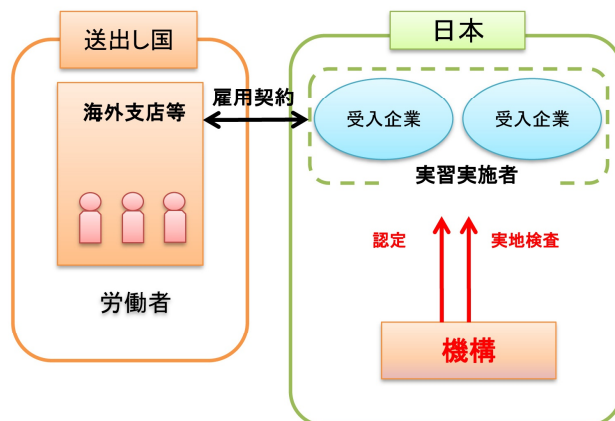 送出し国
日本
海外支店等
雇用契約
受入企業
受入企業
実習実施者
認定
実地検査
労働者
機構